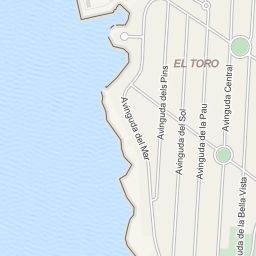 EL TORO
Avinguda del Mar
Avinguda dels Pins
Avinguda del Sol
Avinguda de la Pau
Avinguda Central
guda de la Bella Vista